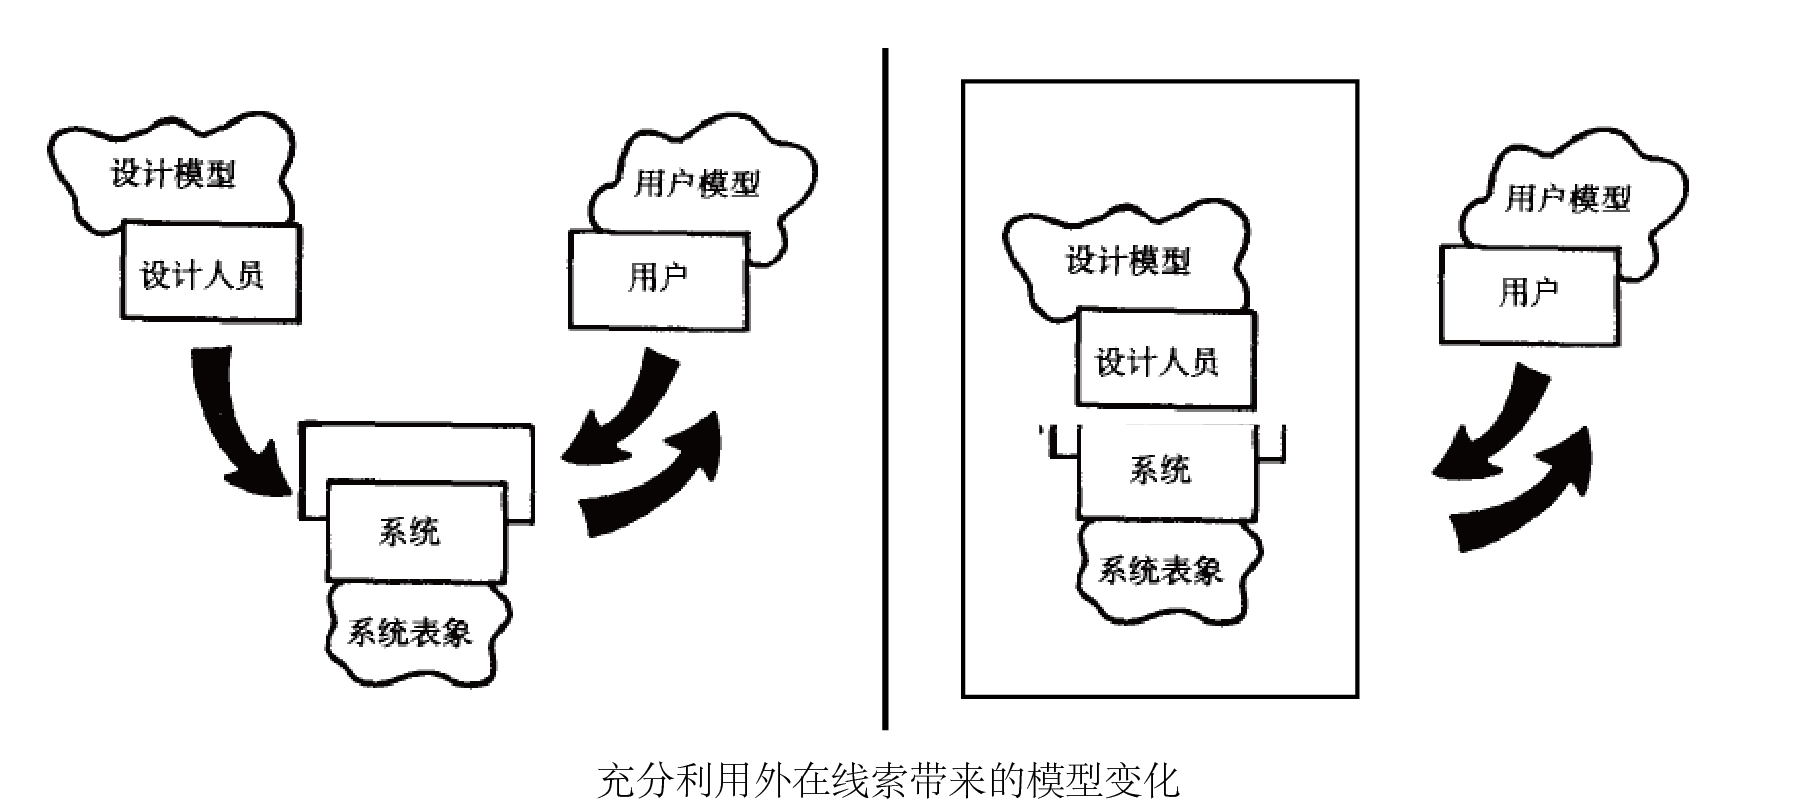 设计模型
设计人员
用户模型
用户
系统
系统表象
设计模型
设计人员
系统
系统表象
用户模型
用户
充分利用外在线索带来的模型变化